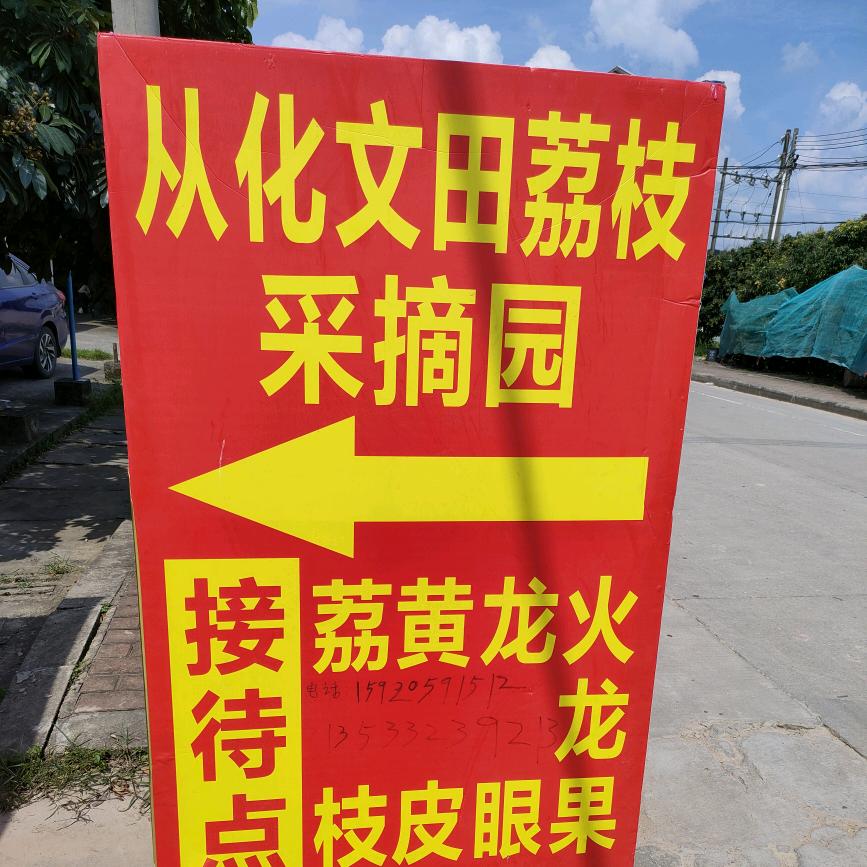 从化文田荔枝
采摘园
接待点
荔枝
黄皮
龙眼
火龙果
电话:15920591512
13533239213